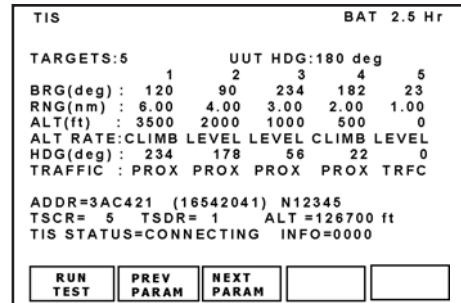 TIS BAT 2.5 Hr
TARGETS:5 UUT HDG:180 deg
1 2 3 4 5
BRG(deg) : 120 90 234 182 23
RNG(nm) : 6.00 4.00 3.00 2.00 1.00
ALT(ft) : 3500 2000 1000 500 0
ALT RATE:CLIMB LEVEL LEVEL CLIMB LEVEL
HDG(deg) : 234 178 56 22 0
TRAFFIC : PROX PROX PROX PROX TRFC
ADDR=3AC421 (16542041) N12345
TSCR= 5 TSDR= 1 ALT =126700 ft
TIS STATUS=CONNECTING INFO=0000
RUN TEST PREV PARAM NEXT PARAM